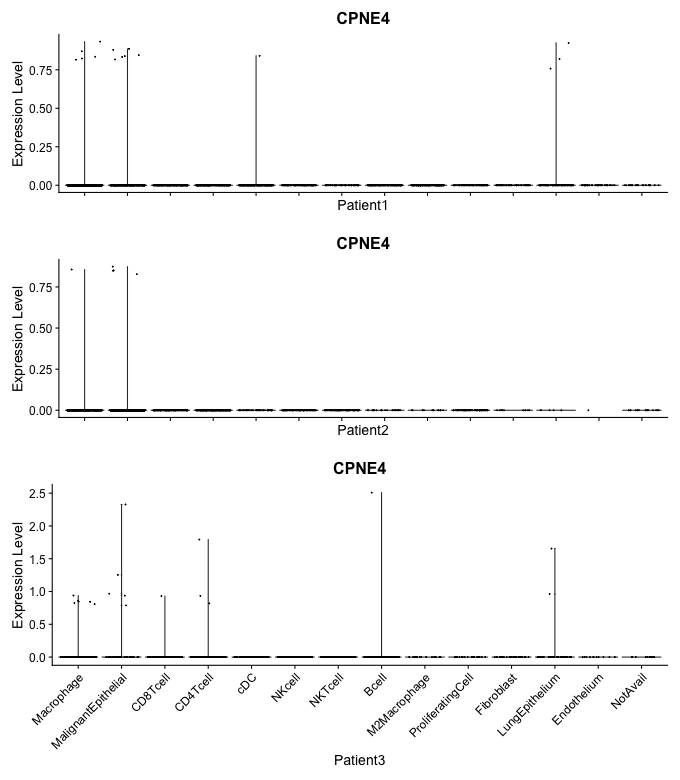 CPNE4
Expression Level
0.75
0.50
0.25
0.00
Patient1
CPNE4
Expression Level
0.75
0.50
0.25
0.00
Patient2
CPNE4
Expression Level
2.5
2.0
1.5
1.0
0.5
0.0
Macrophage
MalignantEpithelial
CD8Tcell
CD4Tcell
cDC
NKcell
NKTcell
Bcell
M2Macrophage
ProliferatingCell
Fibroblast
LungEpithelium
Endothelium
NotAvail
Patient3